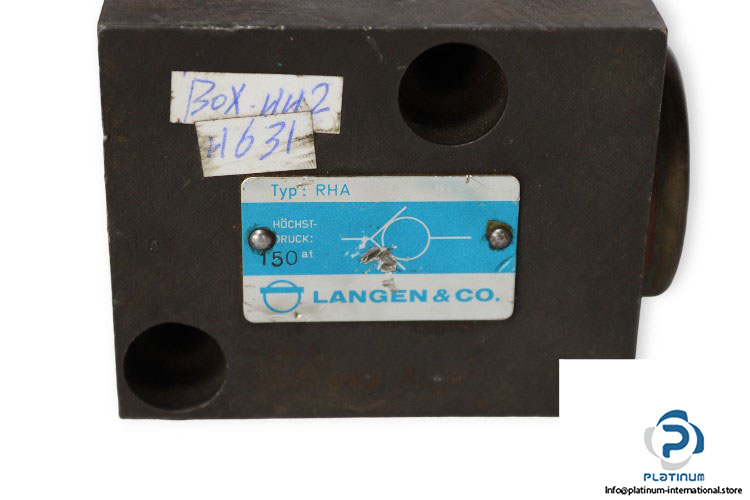 BOX.442
4631
Typ: RHA
HÖCHST-
DRUCK:
150 at
LANGEN & CO.
PLATINUM
Info@platinum-international.store